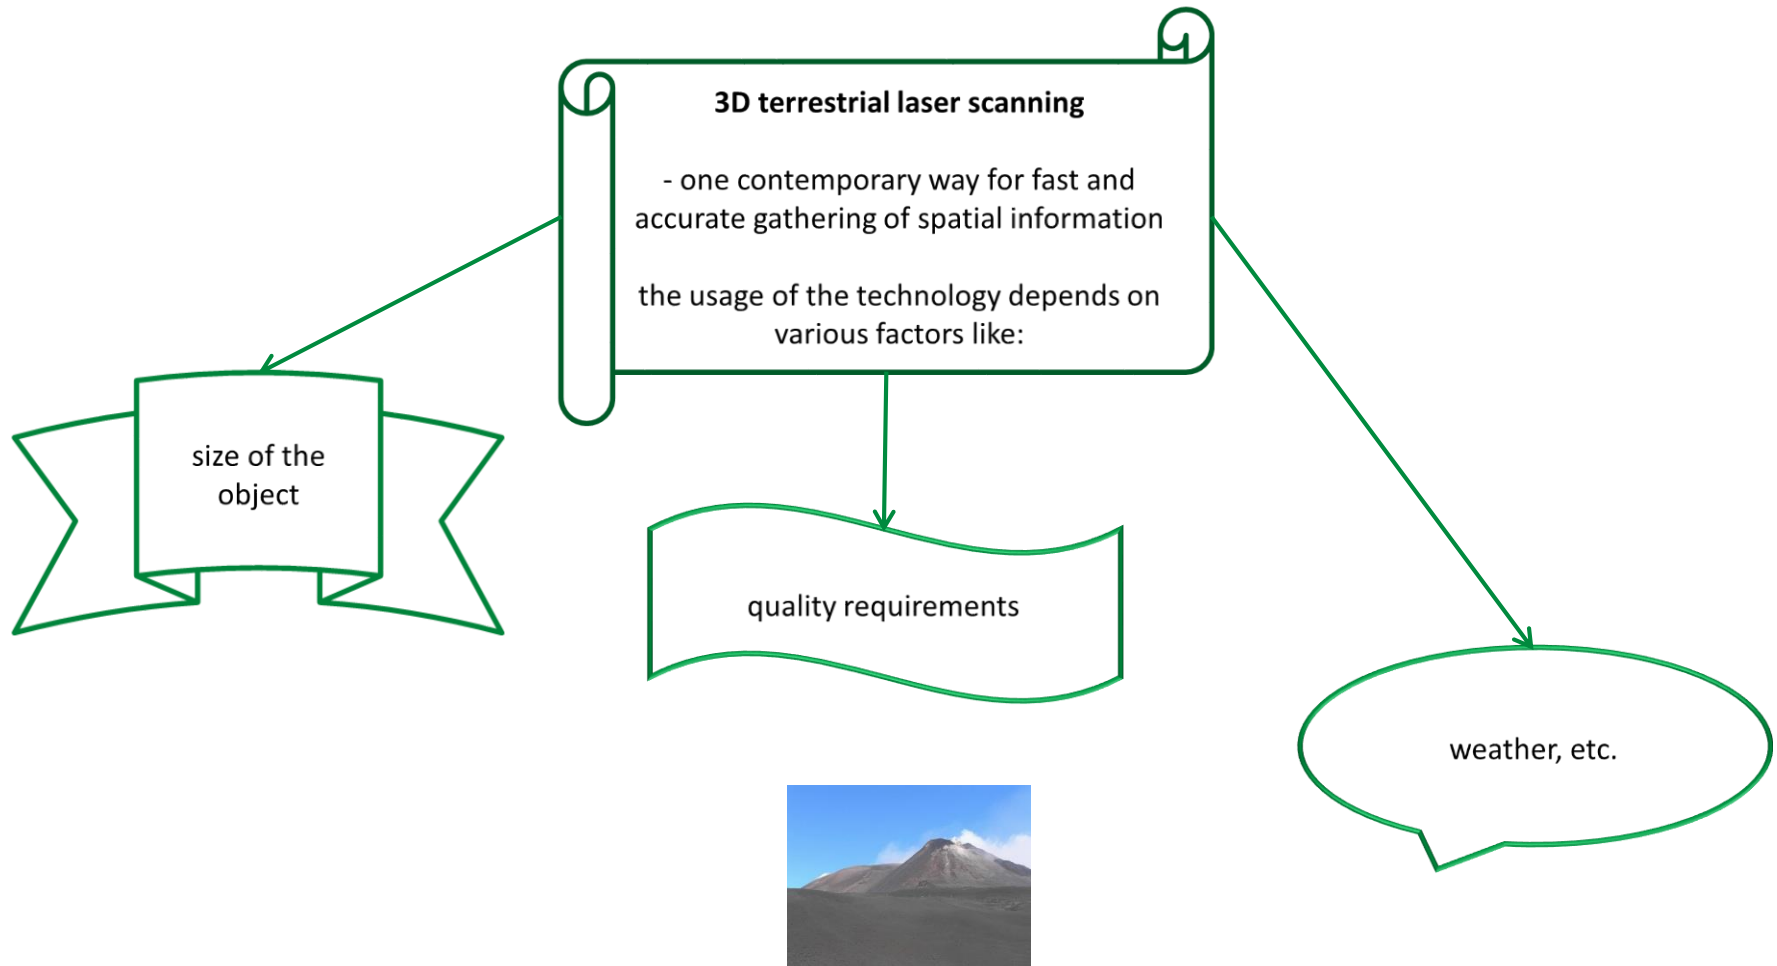 3D terrestrial laser scanning
- one contemporary way for fast and
accurate gathering of spatial information
the usage of the technology depends on
various factors like:
size of the
object
quality requirements
weather, etc.